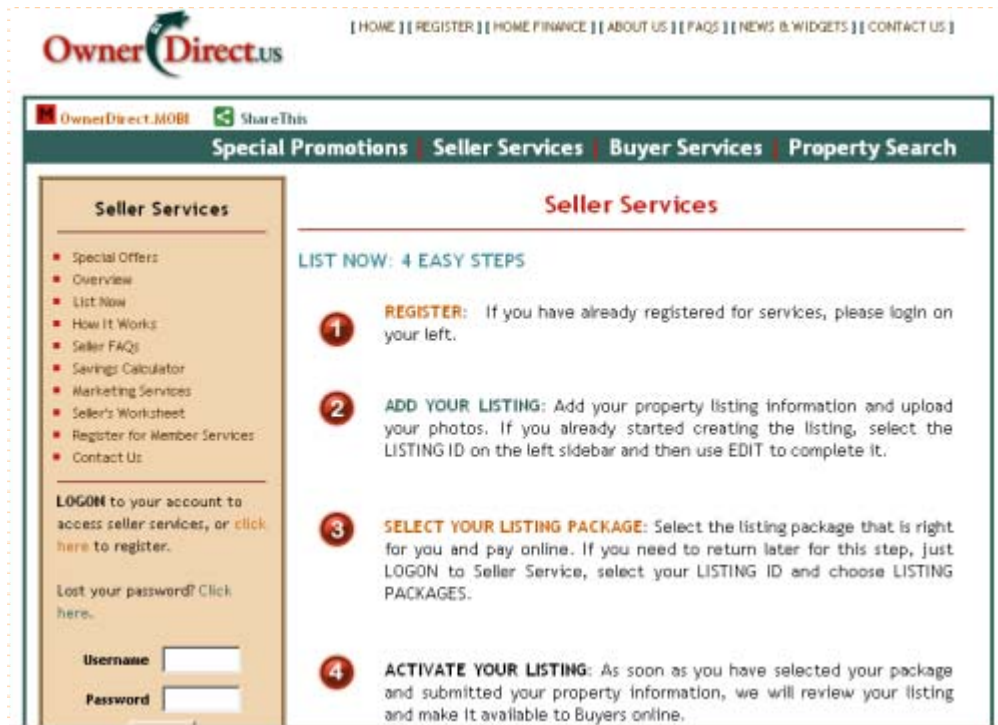 Owner Direct.us
[ HOME ] [ REGISTER ] [ HOME FINANCE ] [ ABOUT US ] [ FAQS ] [ NEWS & WIDGETS ] [ CONTACT US ]
M OwnerDirect.MOBI ShareThis
Special Promotions | Seller Services | Buyer Services | Property Search
Seller Services
Special Offers
Overview
List Now
How It Works
Seller FAQs
Savings Calculator
Marketing Services
Seller's Worksheet
Register for Member Services
Contact Us
LOGON to your account to
access seller services, or click
here to register.
Lost your password? Click
here.
Username
Password
Seller Services
LIST NOW: 4 EASY STEPS
1 REGISTER: If you have already registered for services, please login on
your left.
2 ADD YOUR LISTING: Add your property listing information and upload
your photos. If you already started creating the listing, select the
LISTING ID on the left sidebar and then use EDIT to complete it.
3 SELECT YOUR LISTING PACKAGE: Select the listing package that is right
for you and pay online. If you need to return later for this step, just
LOGON to Seller Service, select your LISTING ID and choose LISTING
PACKAGES.
4 ACTIVATE YOUR LISTING: As soon as you have selected your package
and submitted your property information, we will review your listing
and make it available to Buyers online.